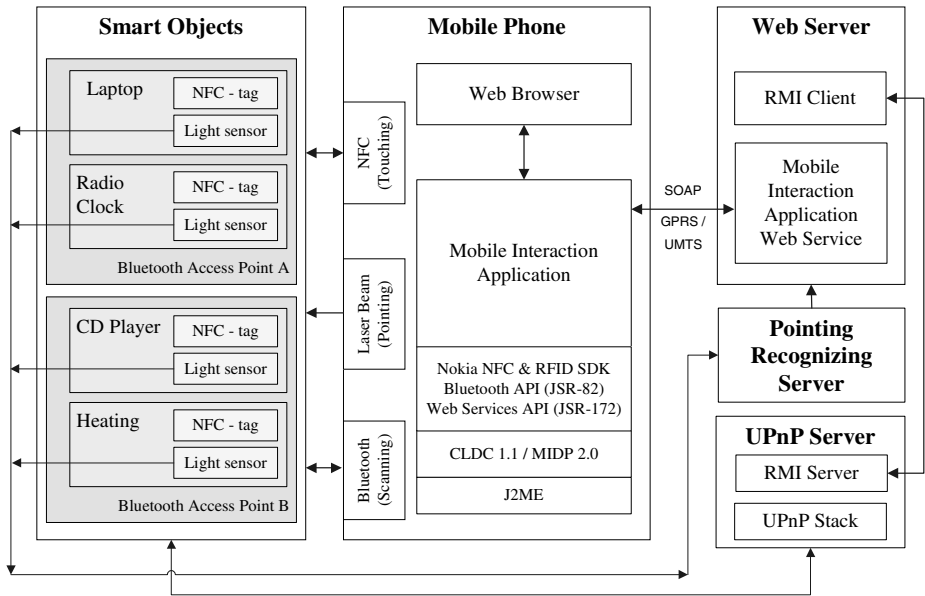 Smart Objects
Laptop
NFC - tag
Light sensor
Radio
Clock
NFC - tag
Light sensor
Bluetooth Access Point A
CD Player
NFC - tag
Light sensor
Heating
NFC - tag
Light sensor
Bluetooth Access Point B
Mobile Phone
NFC
(Touching)
Laser Beam
(Pointing)
Bluetooth
(Scanning)
Web Browser
Mobile Interaction
Application
Nokia NFC & RFID SDK
Bluetooth API (JSR-82)
Web Services API (JSR-172)
CLDC 1.1 / MIDP 2.0
J2ME
SOAP
GPRS /
UMTS
Web Server
RMI Client
Mobile
Interaction
Application
Web Service
Pointing
Recognizing
Server
UPnP Server
RMI Server
UPnP Stack